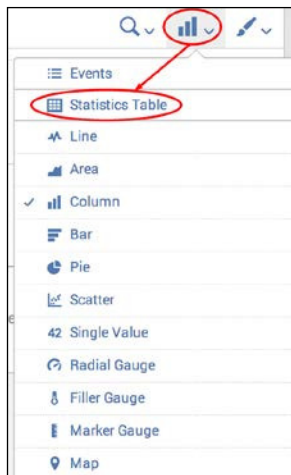 Events
Statistics Table
Line
Area
Column
Bar
Pie
Scatter
42 Single Value
Radial Gauge
Filler Gauge
Marker Gauge
Map